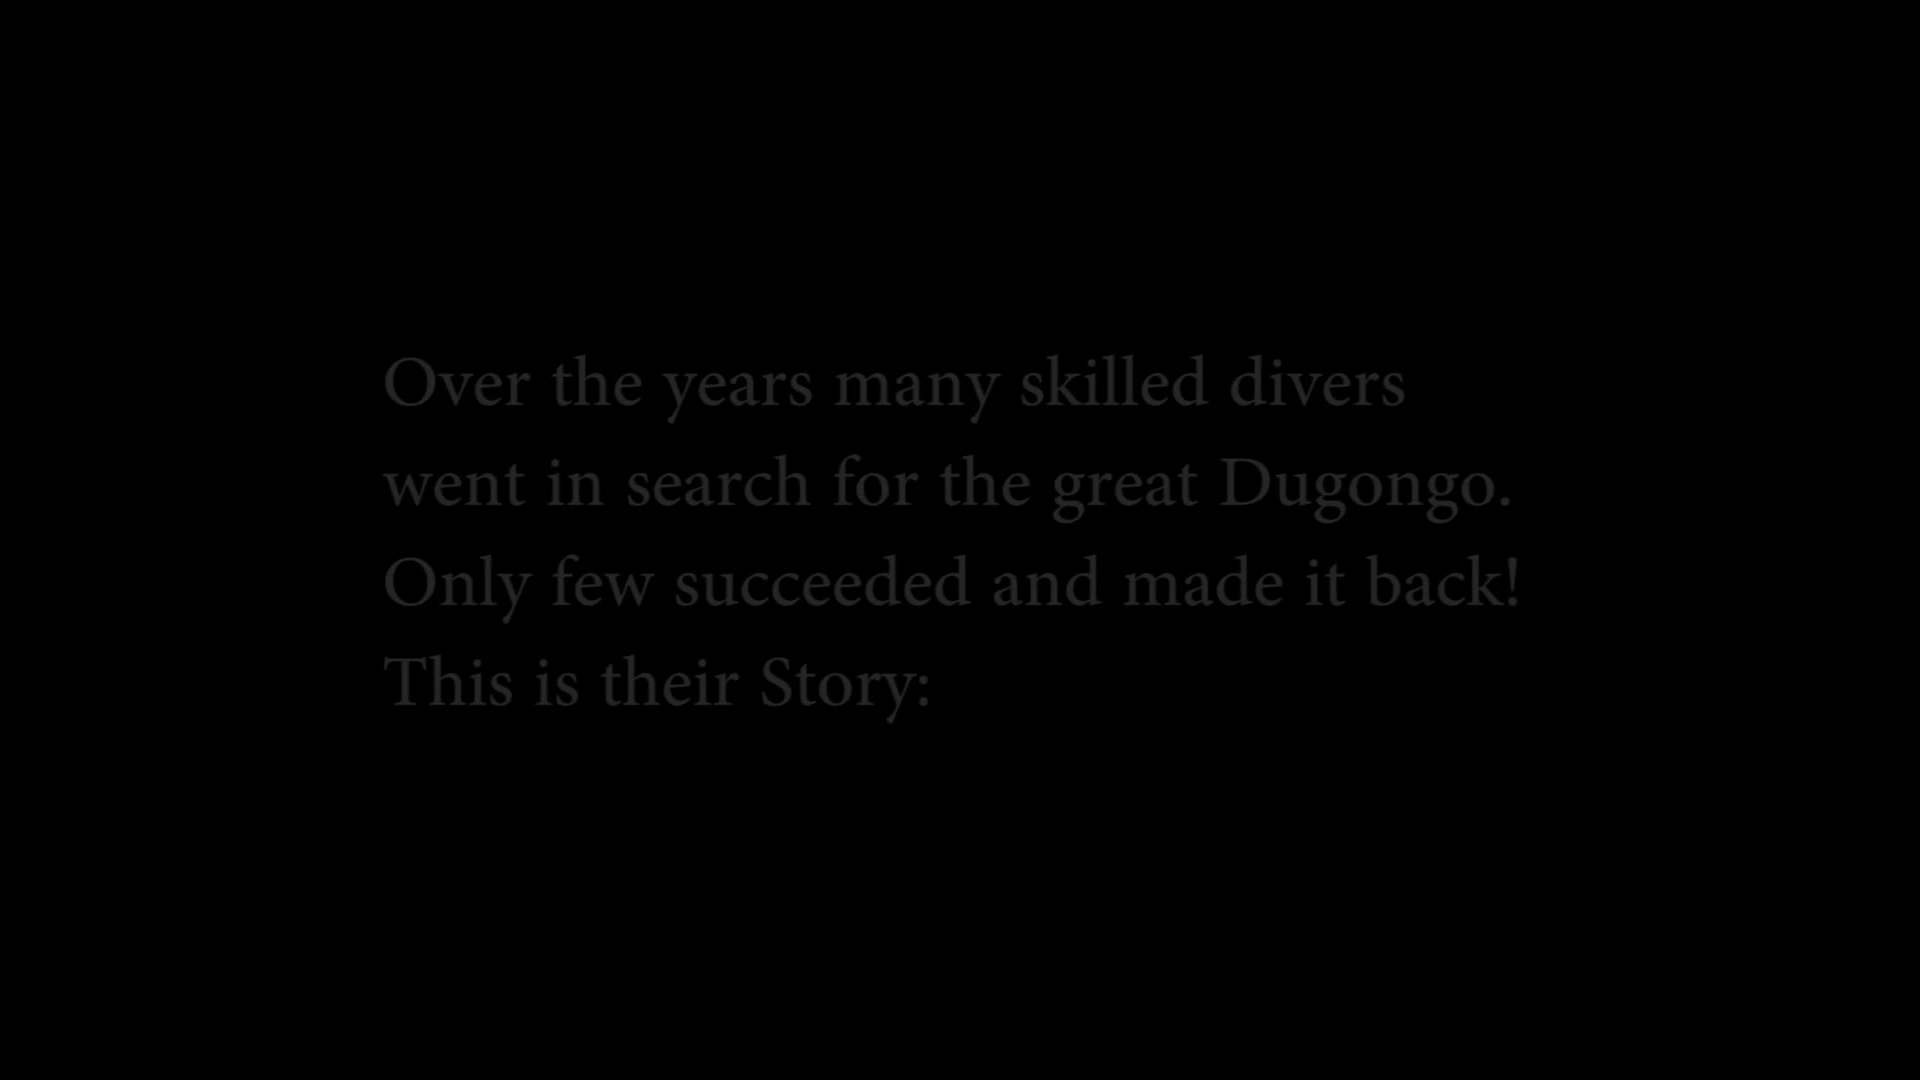 Over the years many skilled divers
went in search for the great Dugongo.
Only few succeeded and made it back!
This is their Story: